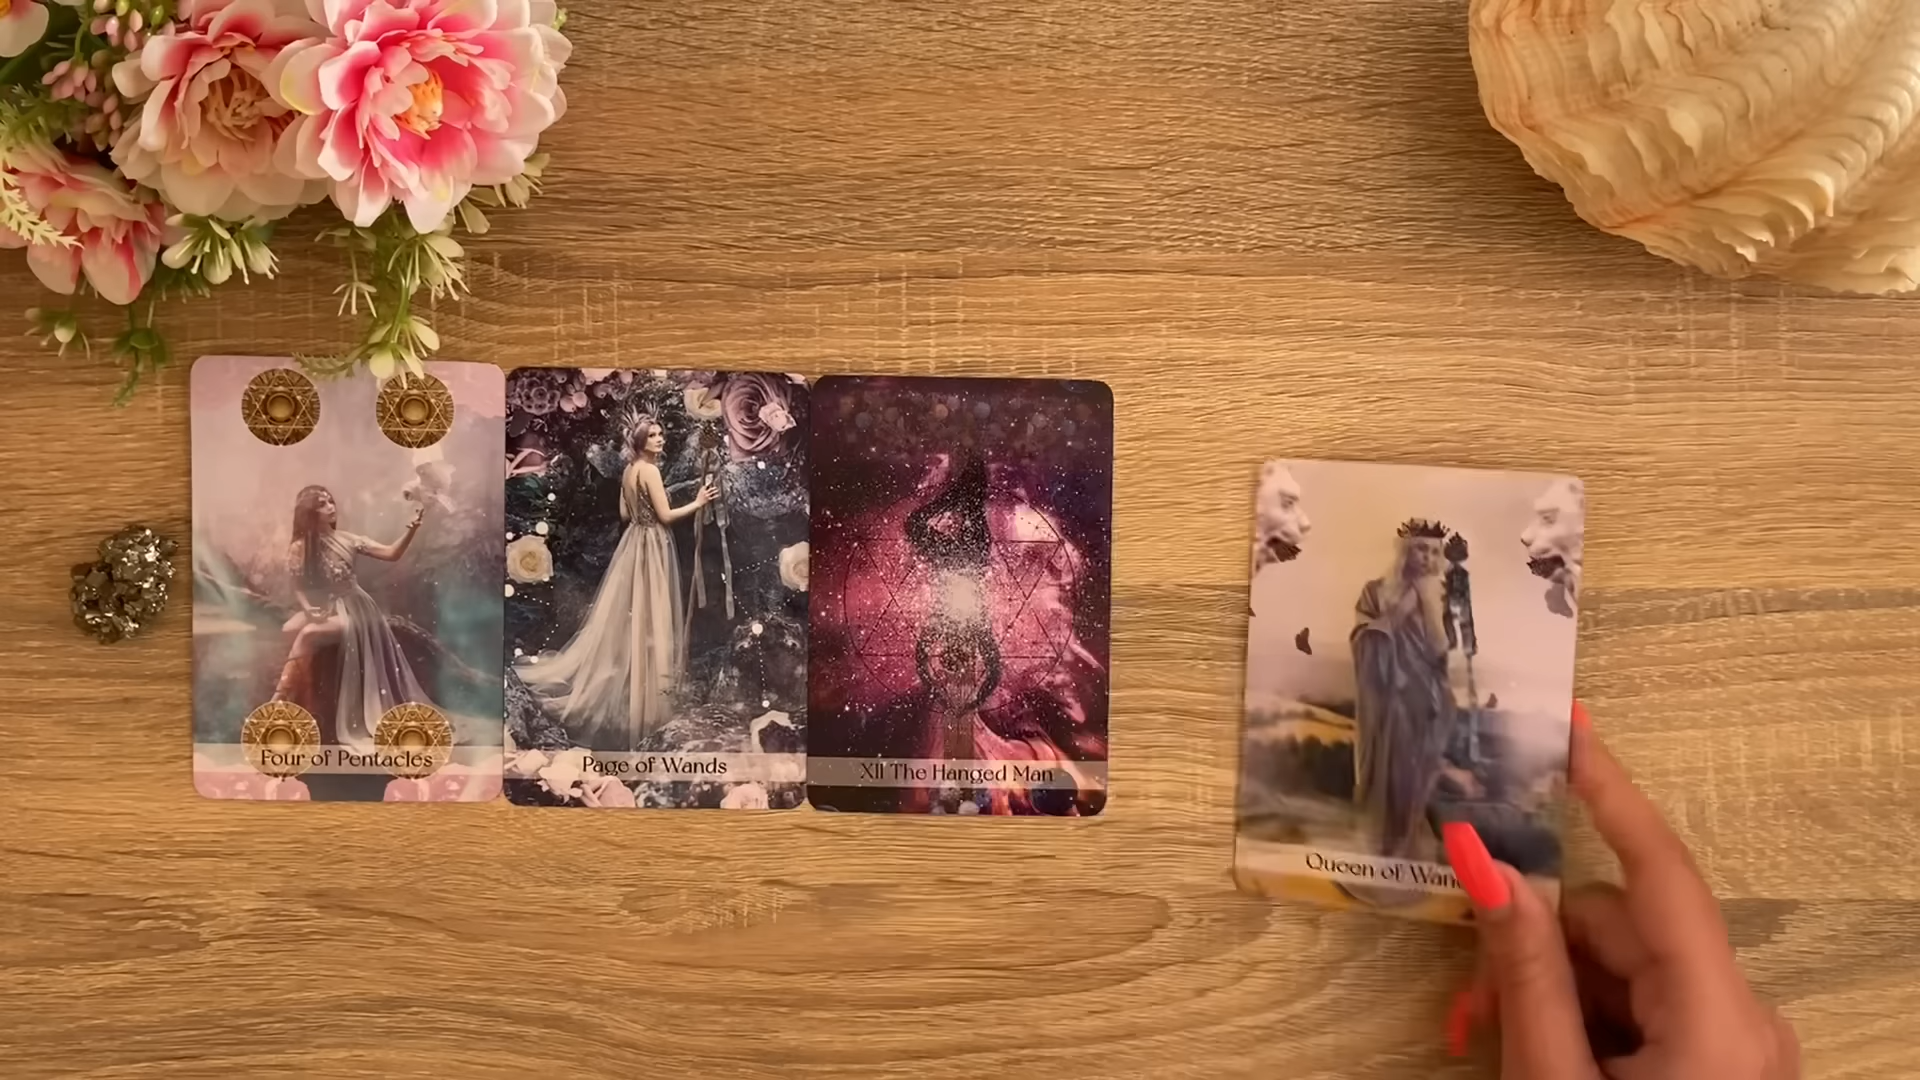 Four of Pentacles
Page of Wands
XII The Hanged Man
Queen of